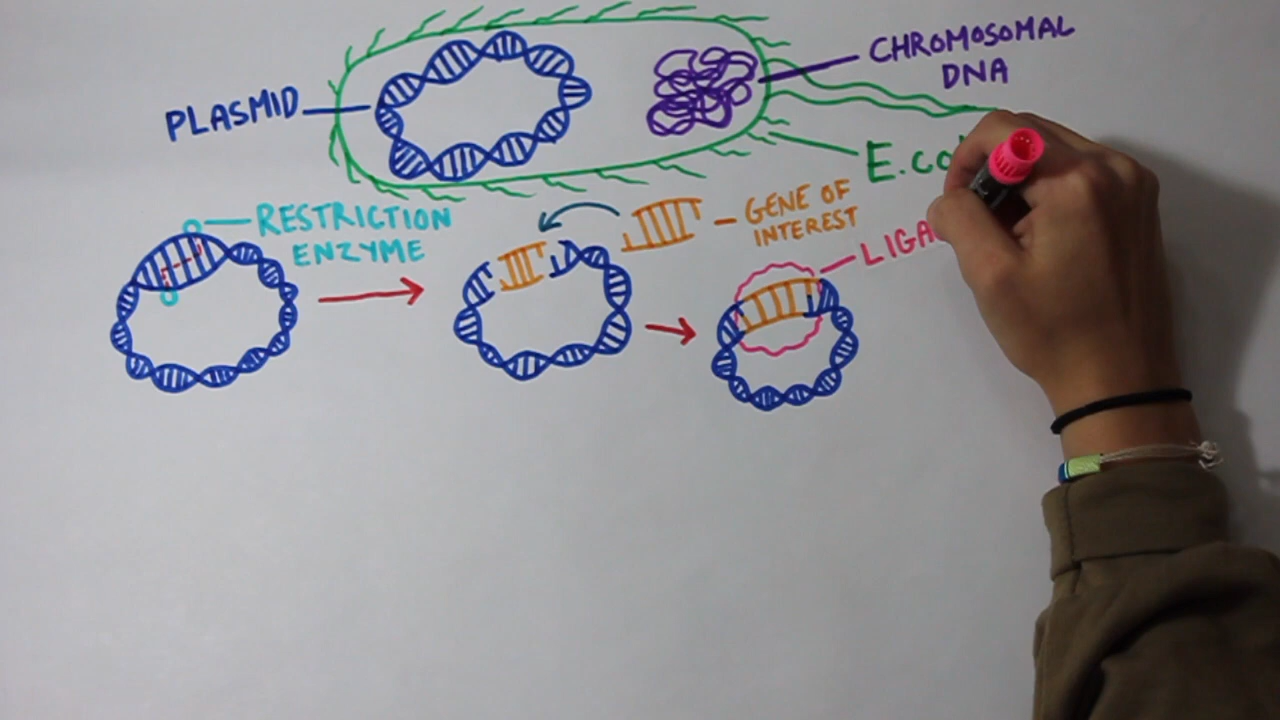 CHROMOSOMAL
DNA
PLASMID
E.co
RESTRICTION
ENZYME
GENE OF
INTEREST
LIGA